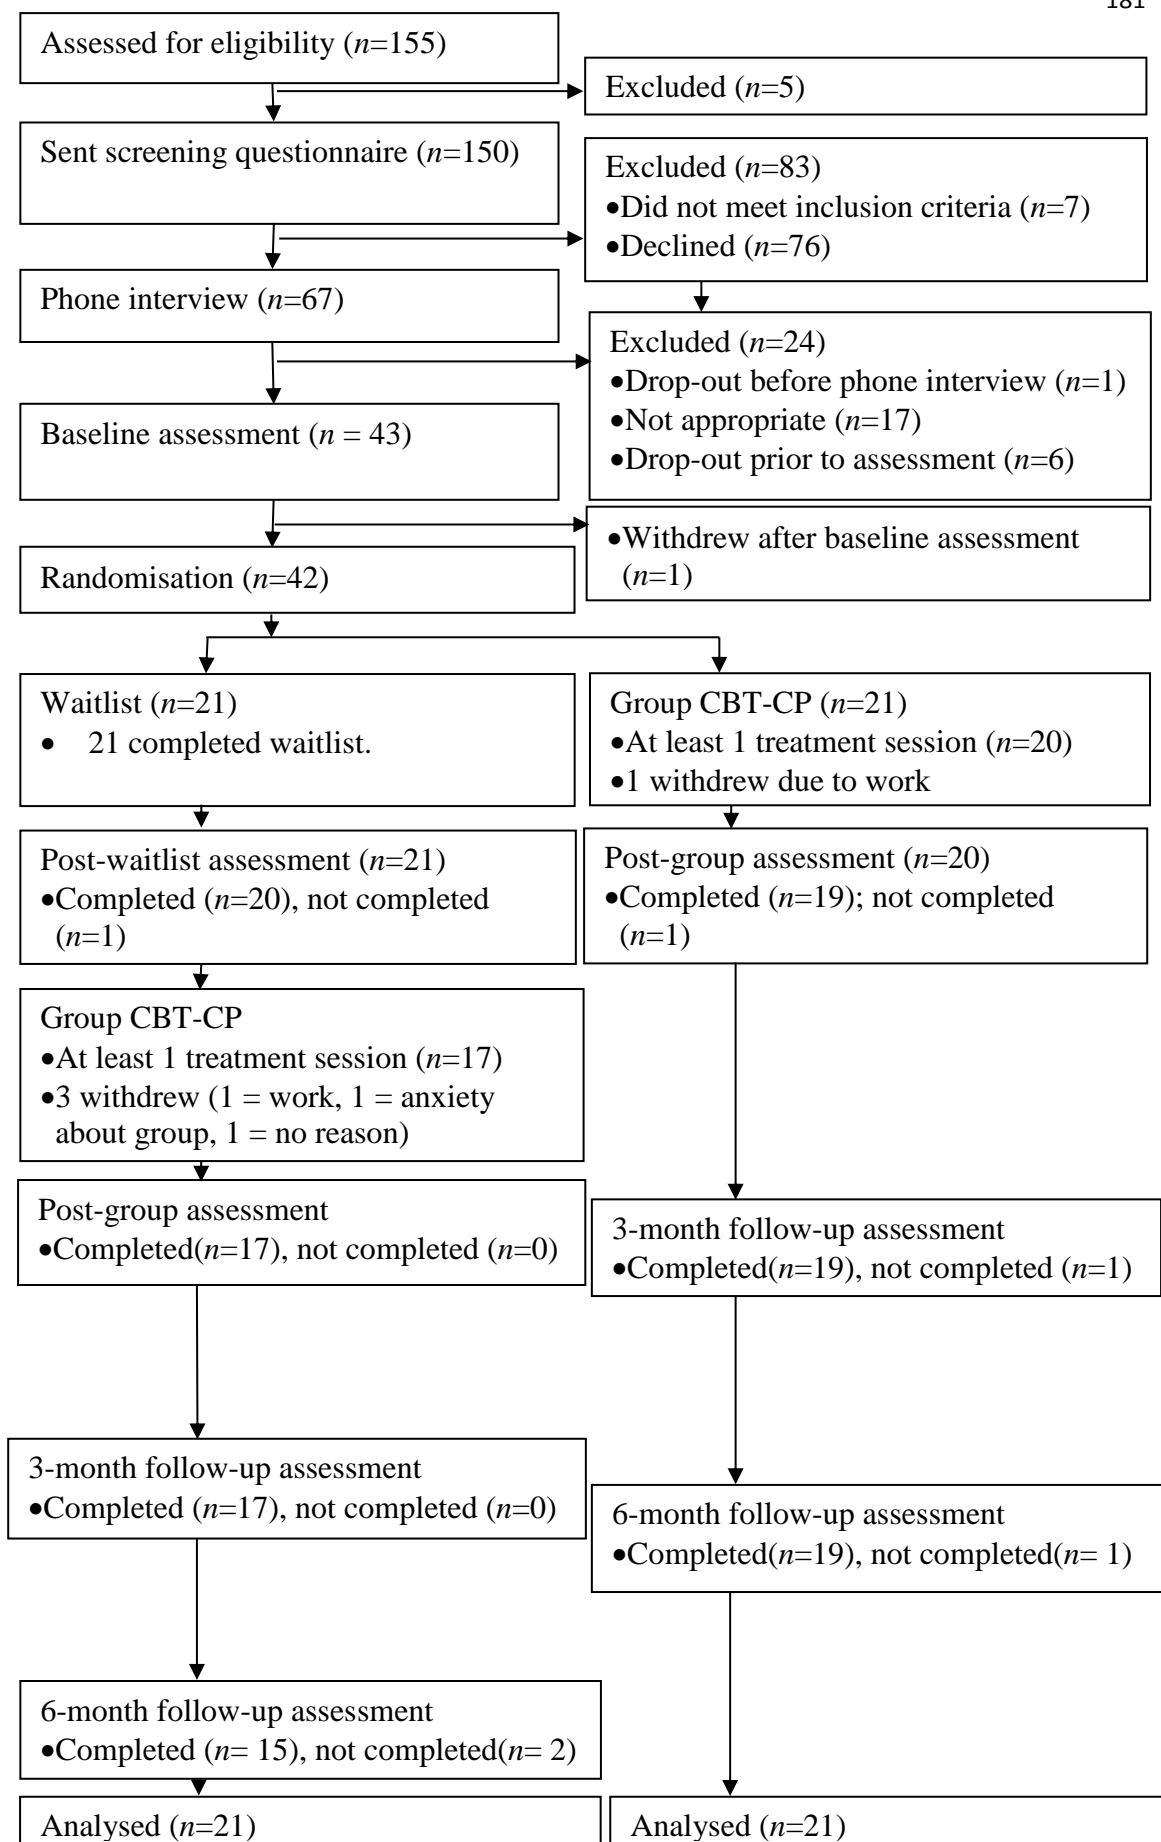 181
Assessed for eligibility (n=155)
Excluded (n=5)
Sent screening questionnaire (n=150)
Excluded (n=83)
•Did not meet inclusion criteria (n=7)
•Declined (n=76)
Phone interview (n=67)
Excluded (n=24)
•Drop-out before phone interview (n=1)
•Not appropriate (n=17)
•Drop-out prior to assessment (n=6)
Baseline assessment (n = 43)
•Withdrew after baseline assessment
(n=1)
Randomisation (n=42)
Waitlist (n=21)
• 21 completed waitlist.
Group CBT-CP (n=21)
•At least 1 treatment session (n=20)
•1 withdrew due to work
Post-waitlist assessment (n=21)
•Completed (n=20), not completed
(n=1)
Post-group assessment (n=20)
•Completed (n=19); not completed
(n=1)
Group CBT-CP
•At least 1 treatment session (n=17)
•3 withdrew (1 = work, 1 = anxiety
about group, 1 = no reason)
Post-group assessment
•Completed(n=17), not completed (n=0)
3-month follow-up assessment
•Completed(n=19), not completed (n=1)
3-month follow-up assessment
•Completed (n=17), not completed (n=0)
6-month follow-up assessment
•Completed(n=19), not completed(n= 1)
6-month follow-up assessment
•Completed (n= 15), not completed(n= 2)
Analysed (n=21)
Analysed (n=21)